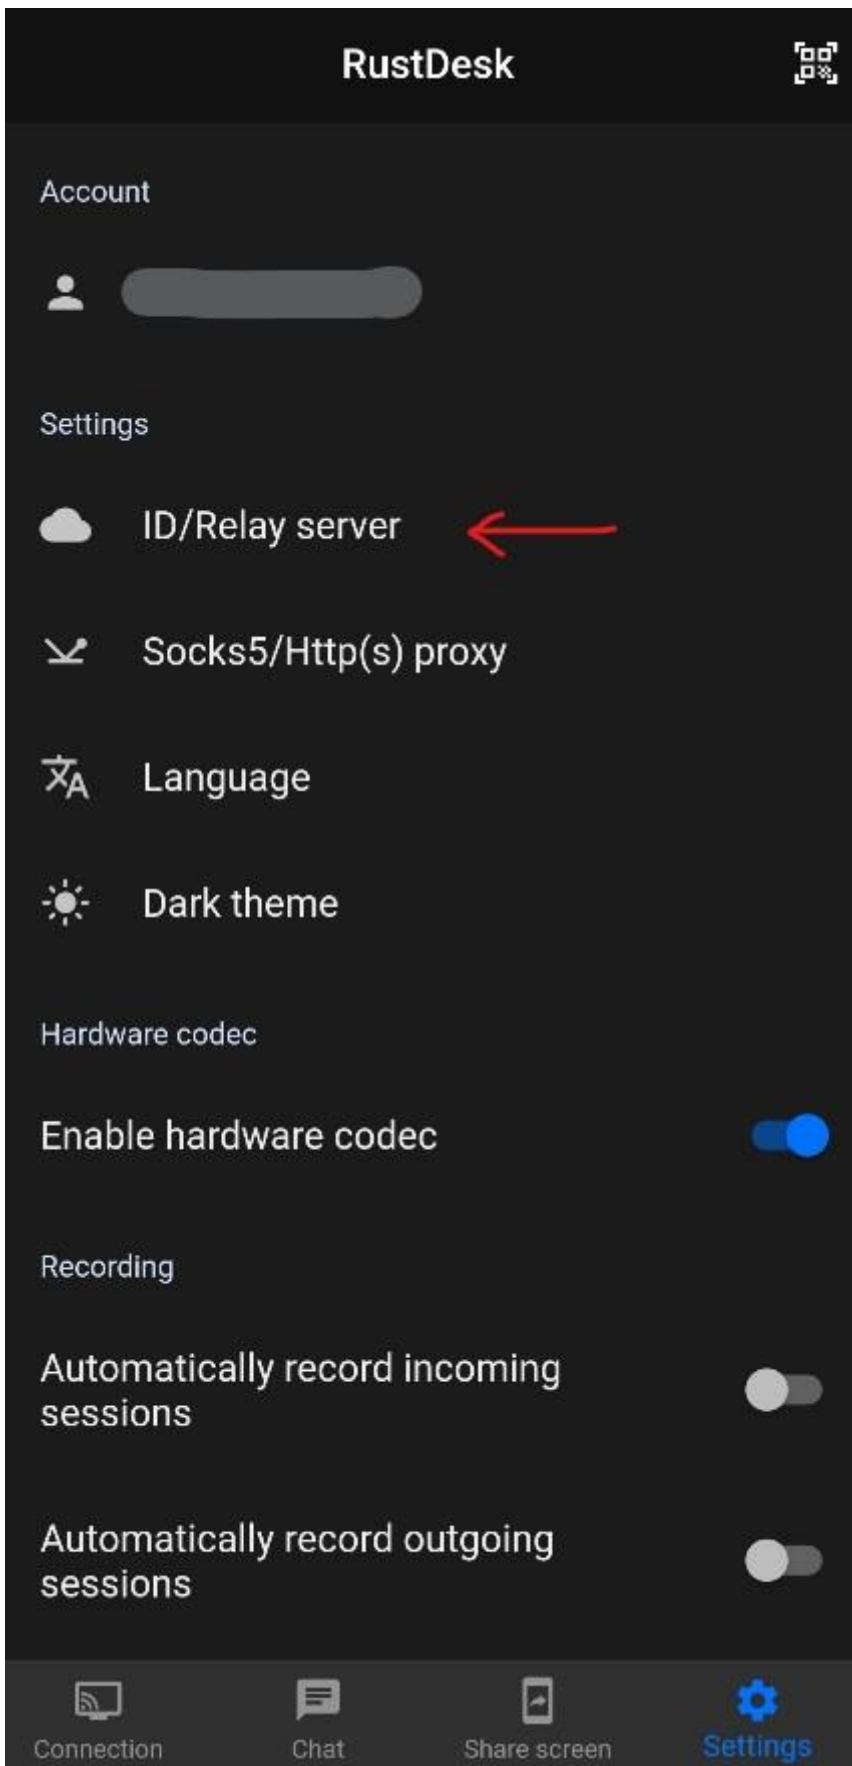 RustDesk
Account
Settings
ID/Relay server
Socks5/Http(s) proxy
Language
Dark theme
Hardware codec
Enable hardware codec
Recording
Automatically record incoming
sessions
Automatically record outgoing
sessions
Connection
Chat
Share screen
Settings